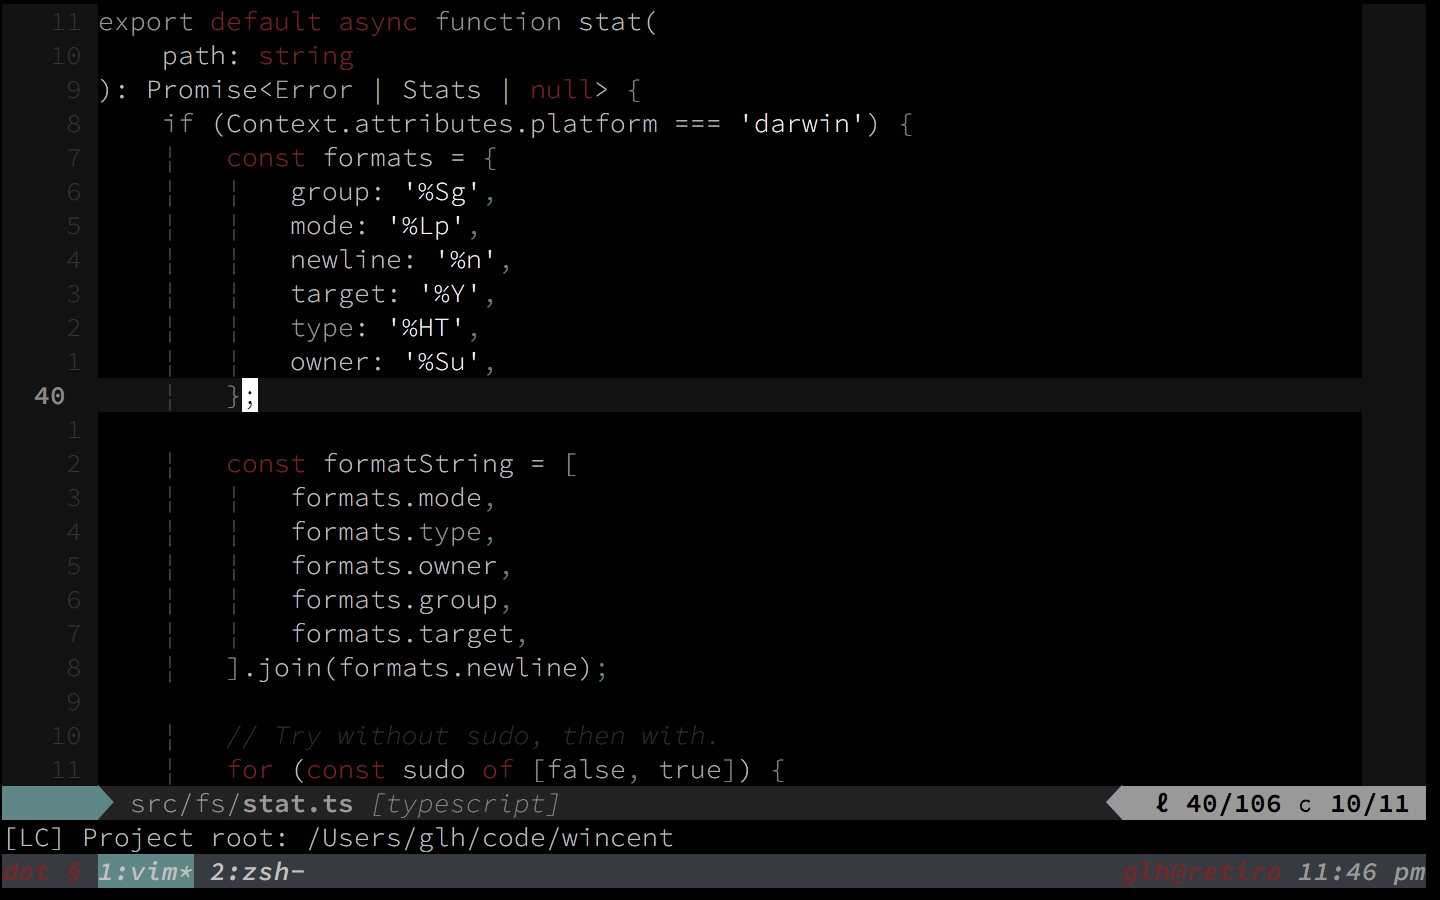 11 export default async function stat(
10     path: string
9 ): Promise<Error | Stats | null> {
8     if (Context.attributes.platform === 'darwin') {
7     ¦   const formats = {
6     ¦   ¦   group: '%Sg',
5     ¦   ¦   mode: '%Lp',
4     ¦   ¦   newline: '%n',
3     ¦   ¦   target: '%Y',
2     ¦   ¦   type: '%HT',
1     ¦   ¦   owner: '%Su',
40     ¦   };
1
2     ¦   const formatString = [
3     ¦   ¦   formats.mode,
4     ¦   ¦   formats.type,
5     ¦   ¦   formats.owner,
6     ¦   ¦   formats.group,
7     ¦   ¦   formats.target,
8     ¦   ].join(formats.newline);
9
10     ¦   // Try without sudo, then with.
11     ¦   for (const sudo of [false, true]) {
src/fs/stat.ts [typescript] ℓ 40/106 c 10/11
[LC] Project root: /Users/glh/code/wincent
dot § 1:vim* 2:zsh- glh@retiro 11:46 pm